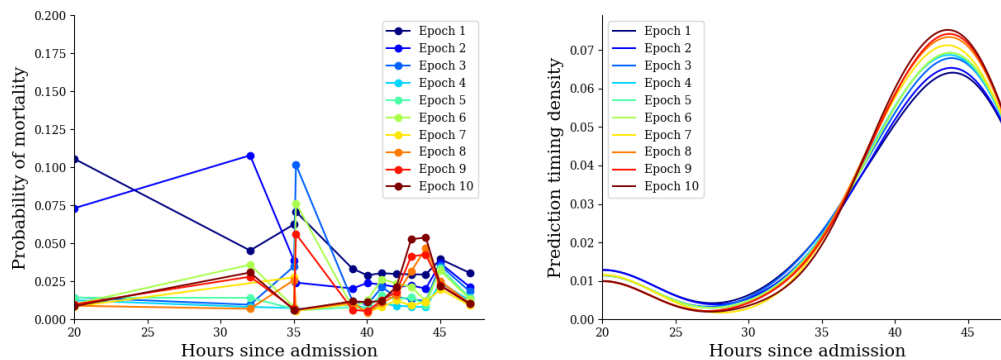 Probability of mortality
0.200
0.175
0.150
0.125
0.100
0.075
0.050
0.025
0.000
20
25
30
35
40
45
Hours since admission
Epoch 1
Epoch 2
Epoch 3
Epoch 4
Epoch 5
Epoch 6
Epoch 7
Epoch 8
Epoch 9
Epoch 10
Prediction timing density
0.07
0.06
0.05
0.04
0.03
0.02
0.01
0.00
20
25
30
35
40
45
Hours since admission
Epoch 1
Epoch 2
Epoch 3
Epoch 4
Epoch 5
Epoch 6
Epoch 7
Epoch 8
Epoch 9
Epoch 10